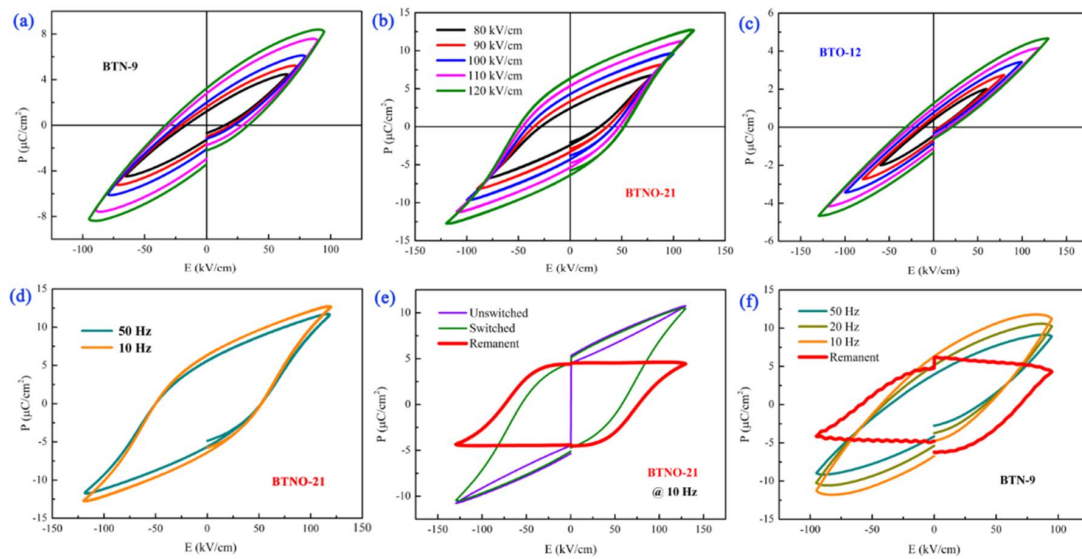 (a)
BTN-9
8
4
0
-4
-8
P (μC/cm²)
-100 -50 0 50 100
E (kV/cm)
(b)
80 kV/cm
90 kV/cm
100 kV/cm
110 kV/cm
120 kV/cm
BTNO-21
15
10
5
0
-5
-10
-15
P (μC/cm²)
-150 -100 -50 0 50 100 150
E (kV/cm)
(c)
BTO-12
6
4
2
0
-2
-4
-6
P (μC/cm²)
-150 -100 -50 0 50 100 150
E (kV/cm)
(d)
50 Hz
10 Hz
BTNO-21
15
10
5
0
-5
-10
-15
P (μC/cm²)
-150 -100 -50 0 50 100 150
E (kV/cm)
(e)
Unswitched
Switched
Remanent
BTNO-21
@ 10 Hz
10
5
0
-5
-10
P (μC/cm²)
-150 -100 -50 0 50 100 150
E (kV/cm)
(f)
50 Hz
20 Hz
10 Hz
Remanent
BTN-9
15
10
5
0
-5
-10
-15
P (μC/cm²)
-100 -50 0 50 100
E (kV/cm)